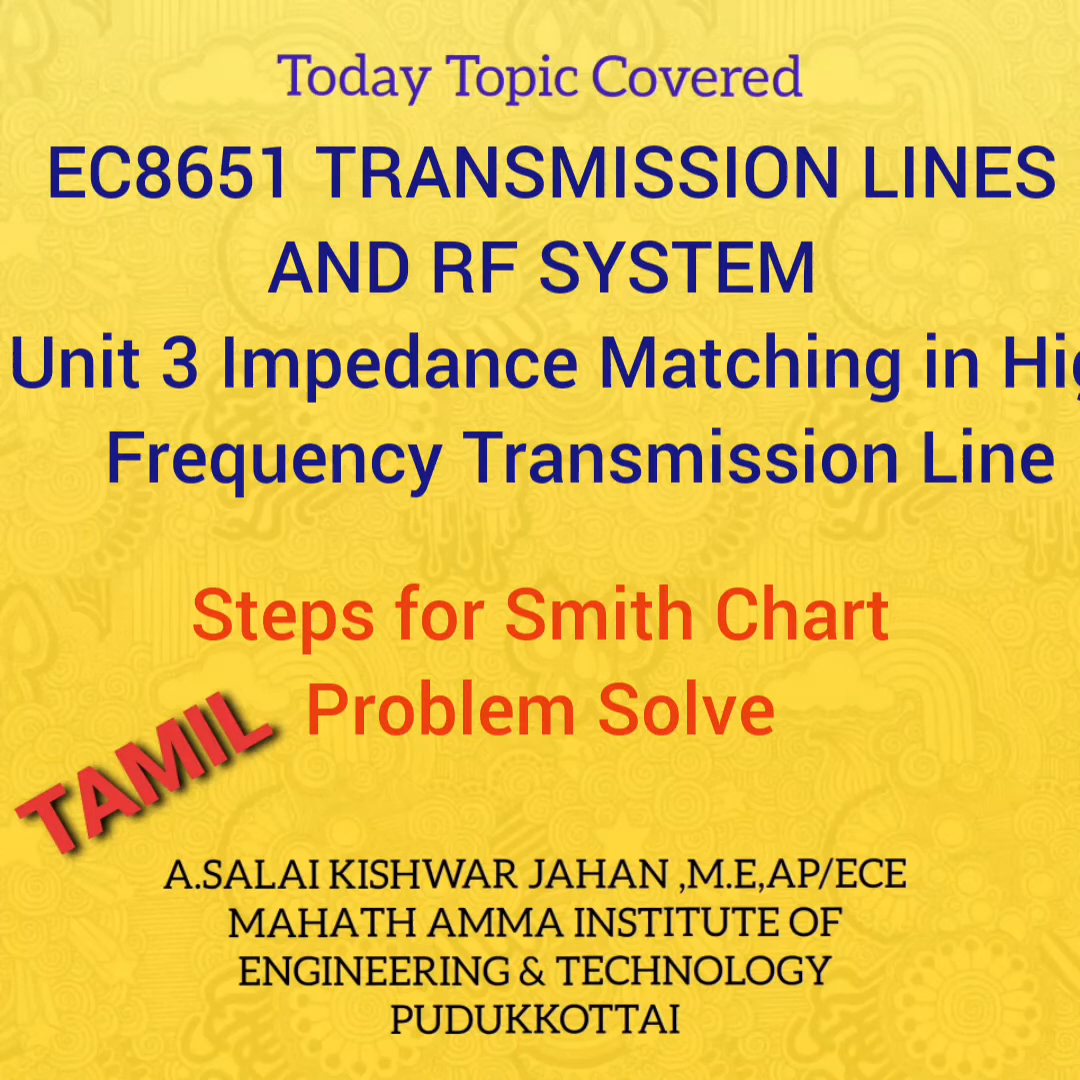 Today Topic Covered
EC8651 TRANSMISSION LINES
AND RF SYSTEM
Unit 3 Impedance Matching in Hig
Frequency Transmission Line
Steps for Smith Chart
Problem Solve
TAMIL
A.SALAI KISHWAR JAHAN ,M.E,AP/ECE
MAHATH AMMA INSTITUTE OF
ENGINEERING & TECHNOLOGY
PUDUKKOTTAI